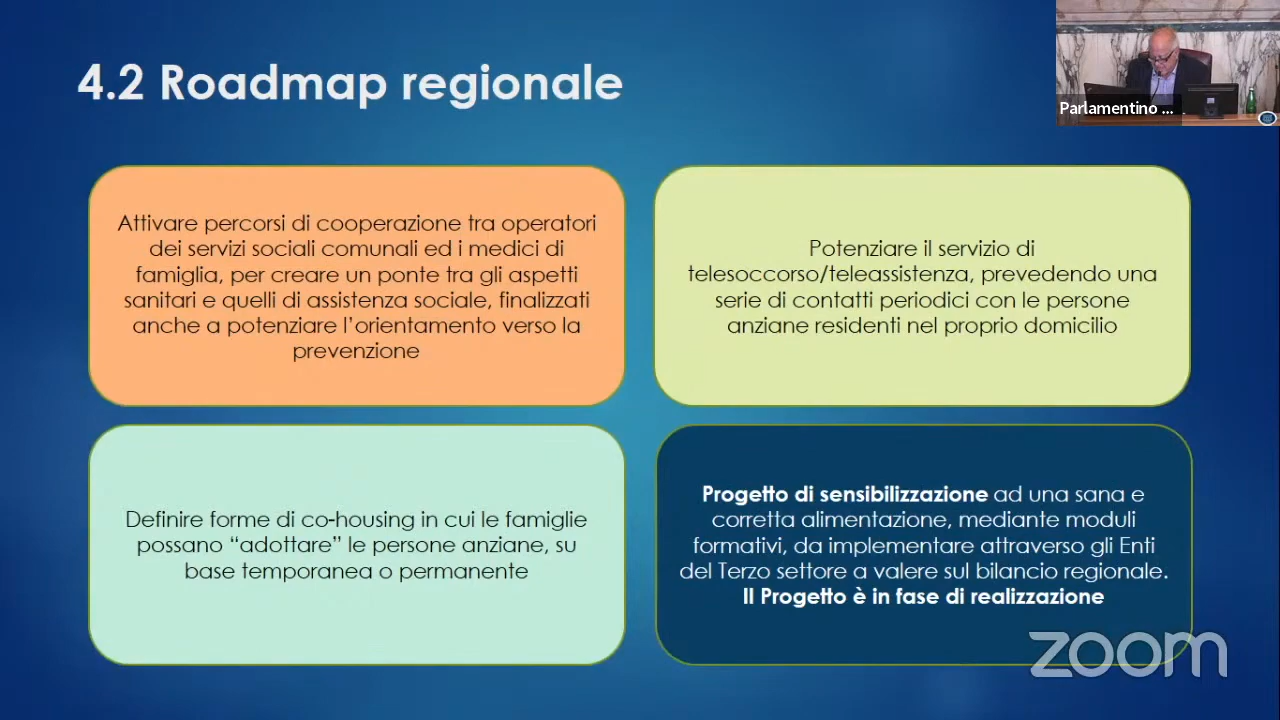 4.2 Roadmap regionale
Parlamentino ...
Attivare percorsi di cooperazione tra operatori
dei servizi sociali comunali ed i medici di
famiglia, per creare un ponte tra gli aspetti
sanitari e quelli di assistenza sociale, finalizzati
anche a potenziare l’orientamento verso la
prevenzione
Potenziare il servizio di
telesoccorso/teleassistenza, prevedendo una
serie di contatti periodici con le persone
anziane residenti nel proprio domicilio
Definire forme di co-housing in cui le famiglie
possano “adottare” le persone anziane, su
base temporanea o permanente
Progetto di sensibilizzazione ad una sana e
corretta alimentazione, mediante moduli
formativi, da implementare attraverso gli Enti
del Terzo settore a valere sul bilancio regionale.
Il Progetto è in fase di realizzazione
zoom